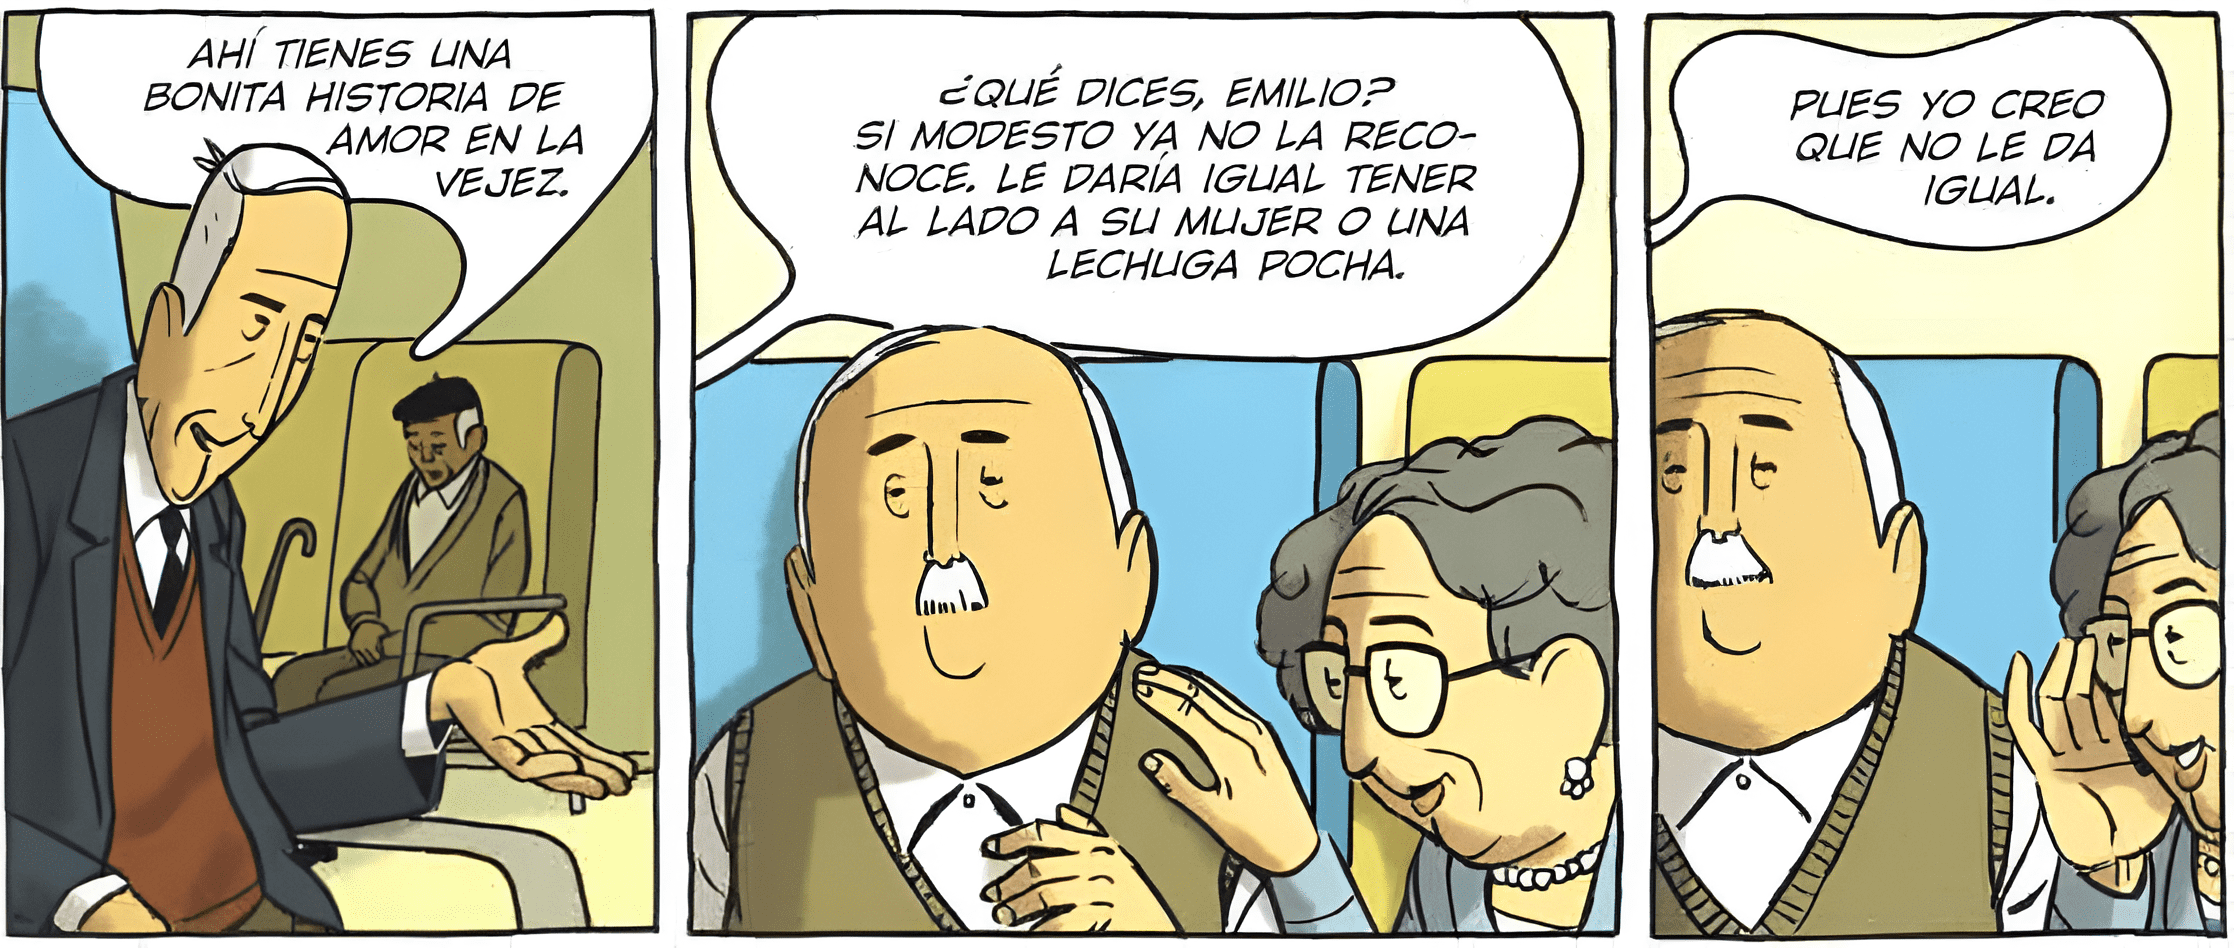 AHÍ TIENES UNA
BONITA HISTORIA DE
AMOR EN LA
VEJEZ.
¿QUÉ DICES, EMILIO?
SI MODESTO YA NO LA RECO-
NOCE. LE DARÍA IGUAL TENER
AL LADO A SU MUJER O UNA
LECHUGA POCHA.
PUES YO CREO
QUE NO LE DA
IGUAL.